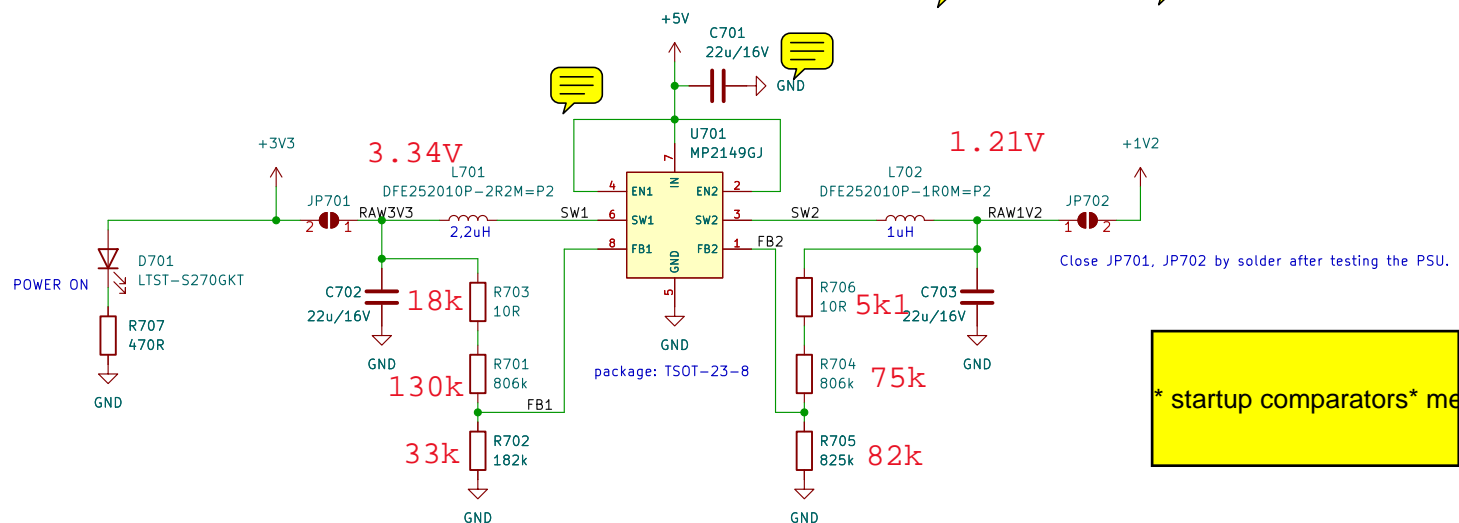 +5V
C701
22u/16V
GND
U701
MP2149GJ
+3V3
3.34V
L701
DFE252010P-2R2M=P2
1.21V
L702
DFE252010P-1R0M=P2
+1V2
7
IN
4 EN1
EN2 2
JP701
2 1
RAW3V3
2,2uH
SW1
6 SW1
SW2 3
SW2
1uH
RAW1V2
JP702
1 2
8 FB1
FB2 1
FB2
GND
5
GND
package: TSOT-23-8
POWER ON
D701
LTST-S270GKT
R707
470R
GND
C702
22u/16V
GND
18k
R703
10R
130k
R701
806k
FB1
33k
R702
182k
GND
R706
10R
5k1
C703
22u/16V
GND
R704
806k
75k
R705
825k
82k
GND
Close JP701, JP702 by solder after testing the PSU.
* startup comparators* me